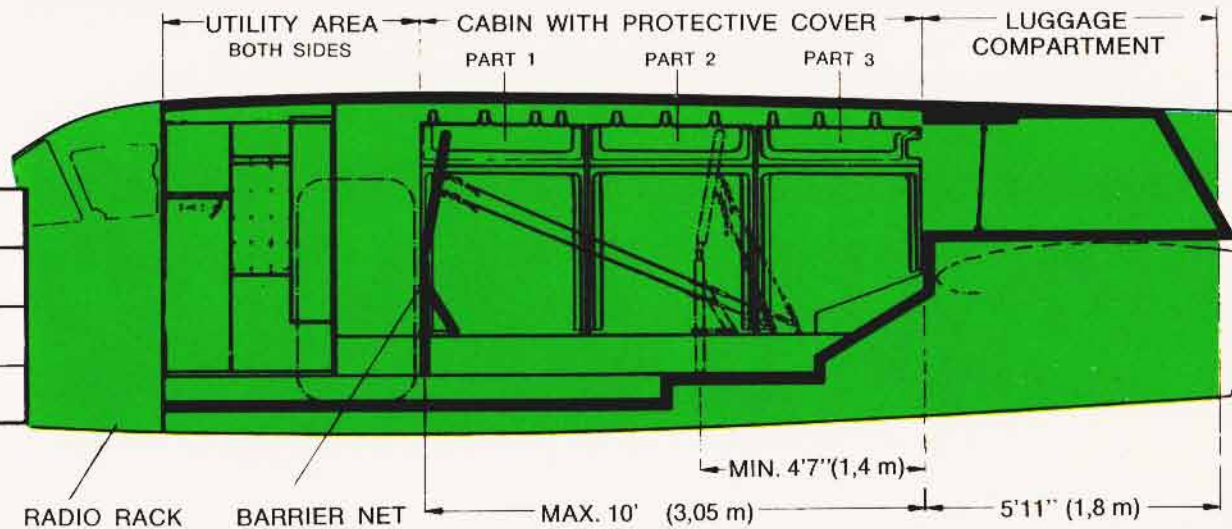 UTILITY AREA
BOTH SIDES
CABIN WITH PROTECTIVE COVER
LUGGAGE
COMPARTMENT
PART 1
PART 2
PART 3
MIN. 4'7''(1,4 m)
RADIO RACK
BARRIER NET
MAX. 10' (3,05 m)
5'11'' (1,8 m)